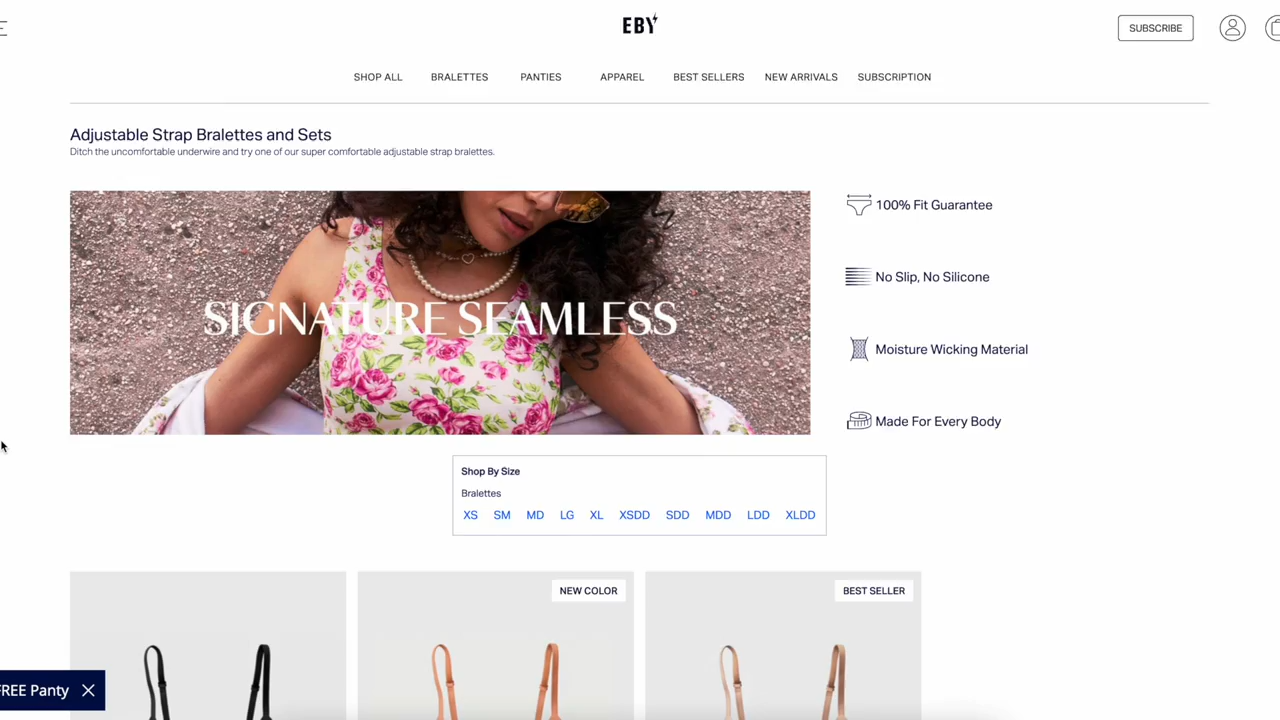 EBY
SUBSCRIBE
SHOP ALL BRALETTES PANTIES APPAREL BEST SELLERS NEW ARRIVALS SUBSCRIPTION
Adjustable Strap Bralettes and Sets
Ditch the uncomfortable underwire and try one of our super comfortable adjustable strap bralettes.
SIGNATURE SEAMLESS
100% Fit Guarantee
No Slip, No Silicone
Moisture Wicking Material
Made For Every Body
Shop By Size
Bralettes
XS SM MD LG XL XSDD SDD MDD LDD XLDD
NEW COLOR
BEST SELLER
FREE Panty